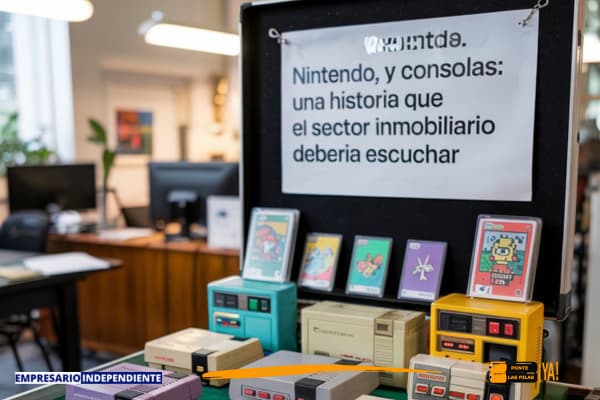 Nintendo, y consolas:
una historia que
el sector inmobiliario
deberia escuchar
EMPRESARIO INDEPENDIENTE
PONTE
LAS PILAS
¡YA!